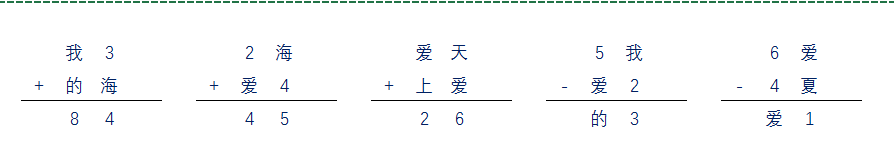 我 3 2 海 爱 天 5 我 6 爱
+ 的 海 + 爱 4 + 上 爱 - 爱 2 - 4 夏
8 4 4 5 2 6 的 3 爱 1